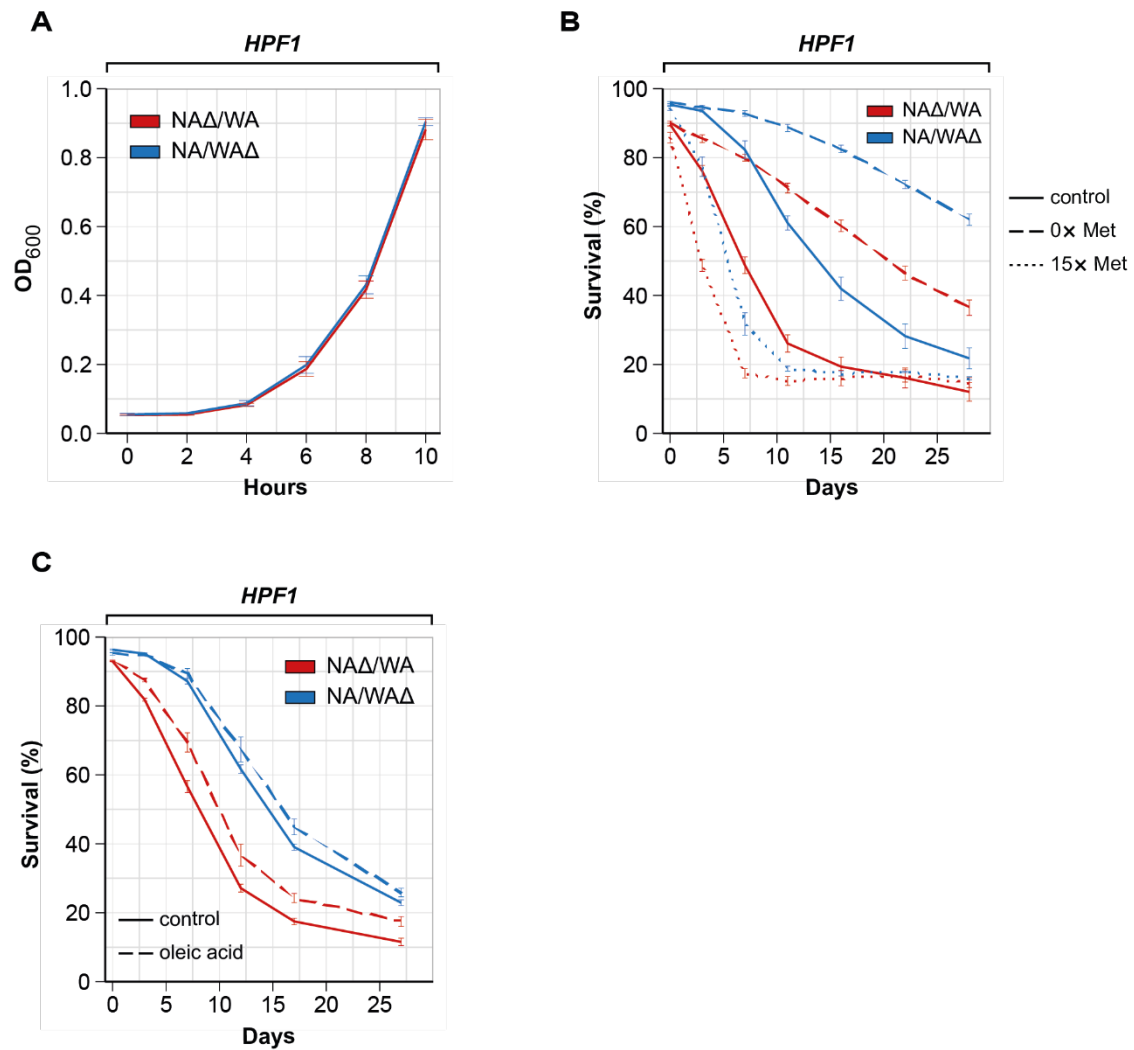 A
HPF1
1.0
0.8
0.6
0.4
0.2
0.0
OD600
NAΔ/WA
NA/WAΔ
0 2 4 6 8 10
Hours
B
HPF1
100
80
60
40
20
0
Survival (%)
NAΔ/WA
NA/WAΔ
control
0× Met
15× Met
0 5 10 15 20 25
Days
C
HPF1
100
80
60
40
20
0
Survival (%)
NAΔ/WA
NA/WAΔ
control
oleic acid
0 5 10 15 20 25
Days